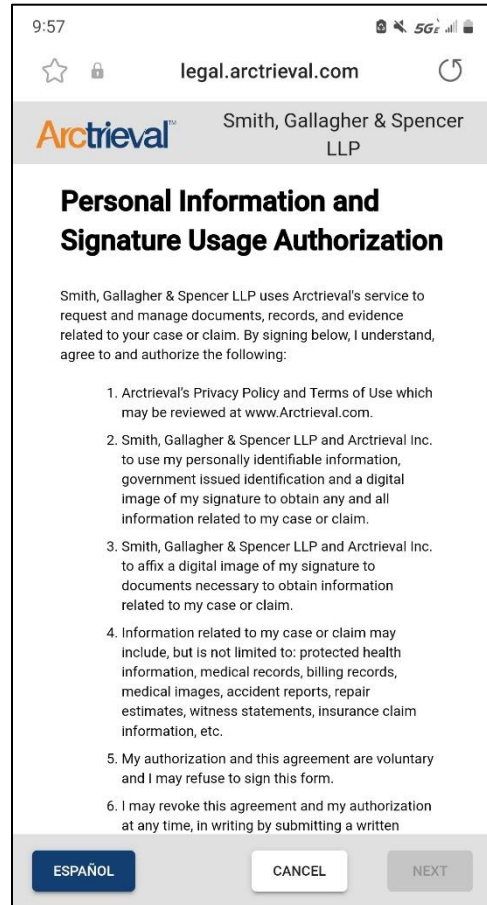 9:57
5GE
legal.arctrieval.com
Arctrieval™
Smith, Gallagher & Spencer
LLP
Personal Information and
Signature Usage Authorization
Smith, Gallagher & Spencer LLP uses Arctrieval's service to
request and manage documents, records, and evidence
related to your case or claim. By signing below, I understand,
agree to and authorize the following:
1. Arctrieval's Privacy Policy and Terms of Use which
may be reviewed at www.Arctrieval.com.
2. Smith, Gallagher & Spencer LLP and Arctrieval Inc.
to use my personally identifiable information,
government issued identification and a digital
image of my signature to obtain any and all
information related to my case or claim.
3. Smith, Gallagher & Spencer LLP and Arctrieval Inc.
to affix a digital image of my signature to
documents necessary to obtain information
related to my case or claim.
4. Information related to my case or claim may
include, but is not limited to: protected health
information, medical records, billing records,
medical images, accident reports, repair
estimates, witness statements, insurance claim
information, etc.
5. My authorization and this agreement are voluntary
and I may refuse to sign this form.
6. I may revoke this agreement and my authorization
at any time, in writing by submitting a written
ESPAÑOL
CANCEL
NEXT